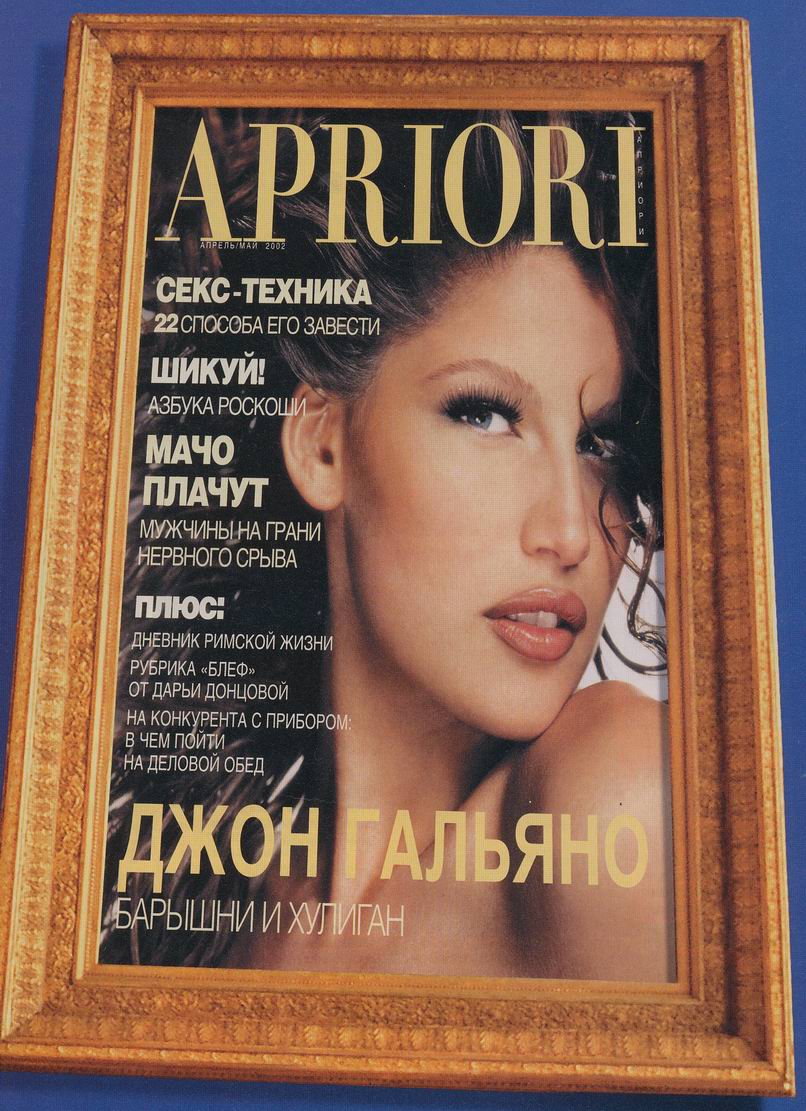 APRIORI
АПРИОРИ
АПРЕЛЬ/МАЙ 2002
СЕКС-ТЕХНИКА
22 СПОСОБА ЕГО ЗАВЕСТИ
ШИКУЙ!
АЗБУКА РОСКОШИ
МАЧО
ПЛАЧУТ
МУЖЧИНЫ НА ГРАНИ
НЕРВНОГО СРЫВА
ПЛЮС:
ДНЕВНИК РИМСКОЙ ЖИЗНИ
РУБРИКА «БЛЕФ»
ОТ ДАРЬИ ДОНЦОВОЙ
НА КОНКУРЕНТА С ПРИБОРОМ:
В ЧЕМ ПОЙТИ
НА ДЕЛОВОЙ ОБЕД
ДЖОН ГАЛЬЯНО
БАРЫШНИ И ХУЛИГАН